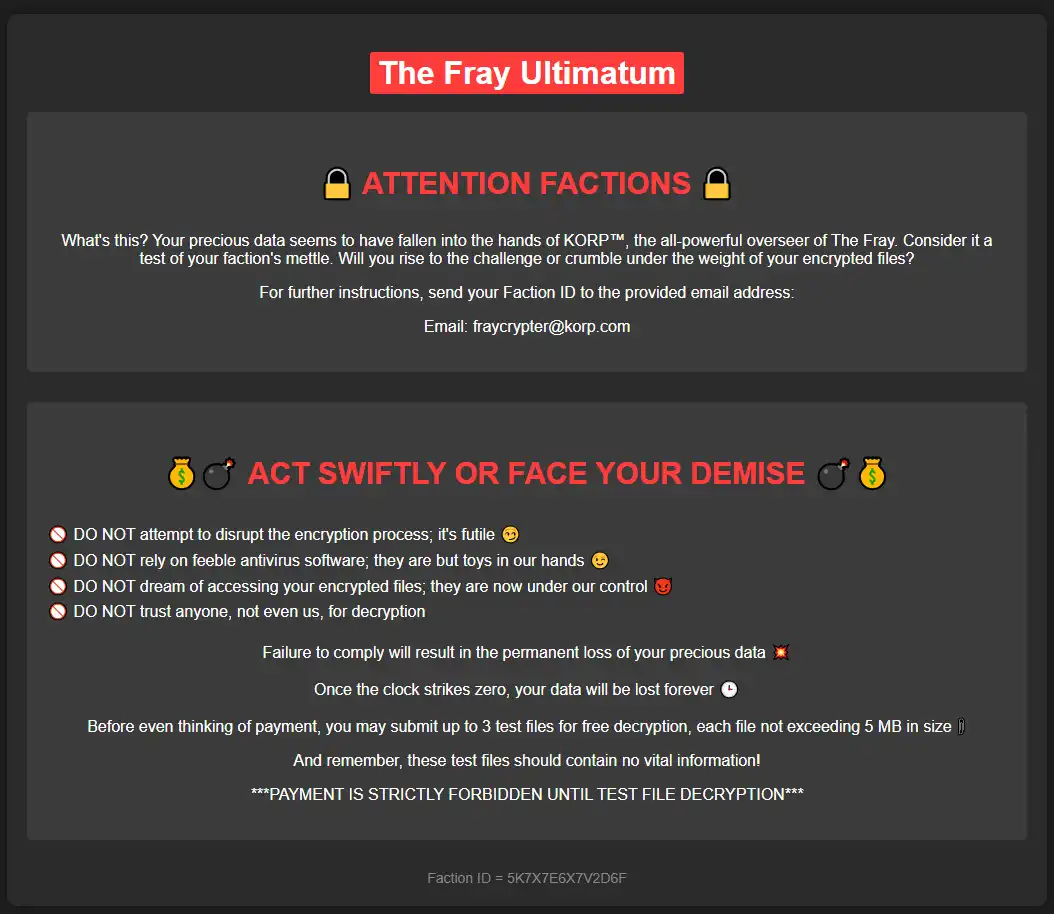 The Fray Ultimatum
🔒 ATTENTION FACTIONS 🔒
What's this? Your precious data seems to have fallen into the hands of KORP™, the all-powerful overseer of The Fray. Consider it a
test of your faction's mettle. Will you rise to the challenge or crumble under the weight of your encrypted files?
For further instructions, send your Faction ID to the provided email address:
Email: fraycrypter@korp.com
💰💣 ACT SWIFTLY OR FACE YOUR DEMISE 💣💰
🚫 DO NOT attempt to disrupt the encryption process; it's futile 😏
🚫 DO NOT rely on feeble antivirus software; they are but toys in our hands 😉
🚫 DO NOT dream of accessing your encrypted files; they are now under our control 😈
🚫 DO NOT trust anyone, not even us, for decryption
Failure to comply will result in the permanent loss of your precious data 💥
Once the clock strikes zero, your data will be lost forever 🕒
Before even thinking of payment, you may submit up to 3 test files for free decryption, each file not exceeding 5 MB in size 📎
And remember, these test files should contain no vital information!
***PAYMENT IS STRICTLY FORBIDDEN UNTIL TEST FILE DECRYPTION***
Faction ID = 5K7X7E6X7V2D6F